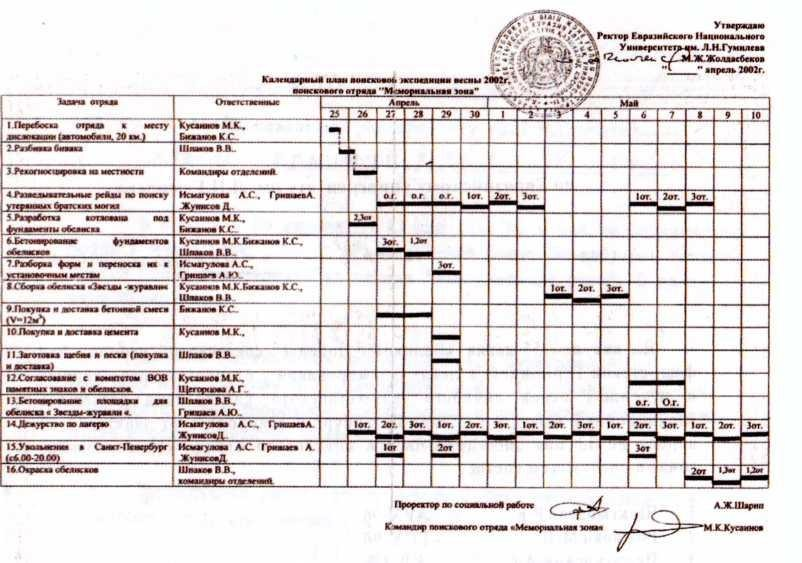 Утверждаю
Ректор Евразийского Национального
Университета им. Л.Н.Гумилева
М.Ж.Жолдасбеков
"_____" апрель 2002г.
Календарный план поисковой экспедиции весны 2002г.
поискового отряда "Мемориальная зона"
Задача отряда Ответственные Апрель Май
25 26 27 28 29 30 1 2 3 4 5 6 7 8 9 10
1.Переброска отряда к месту дислокации (автомобили, 20 км.) Кусаинов М.К., Бижанов К.С..
2.Разбивка бивака Шпаков В.В..
3.Рекогносцировка на местности Командиры отделений.
4.Разведывательные рейды по поиску утерянных братских могил Исмагулова А.С., ГришаевА. Жунисов Д.. о.г. о.г. о.г. 1от. 2от. 3от. 1от. 2от. 3от.
5.Разработка котлована под фундаменты обелиска Кусаинов М.К., Бижанов К.С.. 2,3от
6.Бетонирование фундаментов обелисков Кусаинов М.К.Бижанов К.С., Шпаков В.В.. 3от. 1,2от
7.Разборка форм и переноска их к установочным местам Исмагулова А.С., Гришаев А.Ю.. 3от.
8.Сборка обелиска «Звезды -журавли« Кусаинов М.К.Бижанов К.С., Шпаков В.В.. 1от. 2от. 3от.
9.Покупка и доставка бетонной смеси (V=12м³) Бижанов К.С..
10.Покупка и доставка цемента Кусаинов М.К.,
11.Заготовка щебня и песка (покупка и доставка) Шпаков В.В..
12.Согласование с комитетом ВОВ памятных знаков и обелисков. Кусаинов М.К., Щегорцова А.Г..
13.Бетонирование площадки для обелиска « Звезды-журавли «. Шпаков В.В., Гришаев А.Ю.. о.г. О.г.
14.Дежурство по лагерю Исмагулова А.С., ГришаевА. ЖунисовД.. 1от. 2от. 3от. 1от. 2от. 3от. 1от. 2от. 3от. 1от. 2от. 3от. 1от. 2от. 3от.
15.Увольнения в Санкт-Петербург (с6.00-20.00) Исмагулова А.С. Гришаев А. ЖунисовД. 1от 2от 3от
16.Окраска обелисков Шпаков В.В., командиры отделений. 2от 1,3от 1,2от
Проректор по социальной работе А.Ж.Шарип
Командир поискового отряда «Мемориальная зона« М.К.Кусаинов